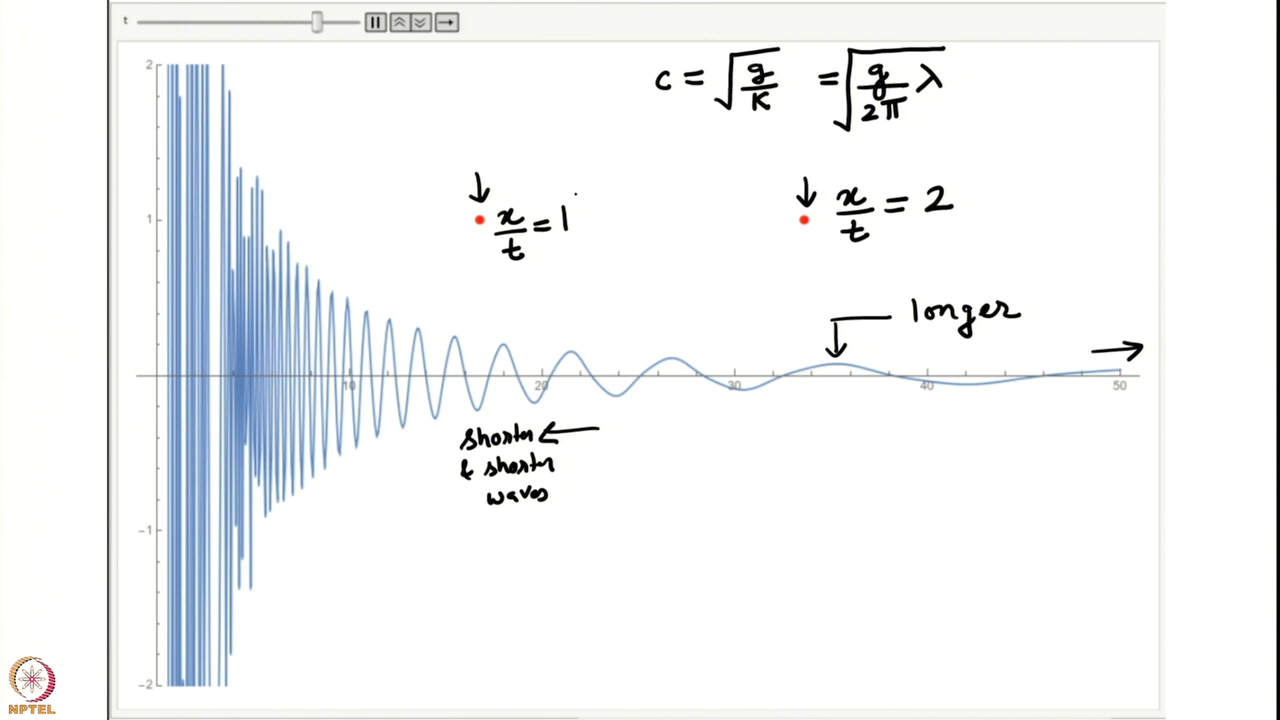 t
c = √(g/k) = √(g/2π λ)
2
x/t = 1
x/t = 2
1
longer
10
20
30
40
50
shorter
& shorter
waves
-1
-2
NPTEL